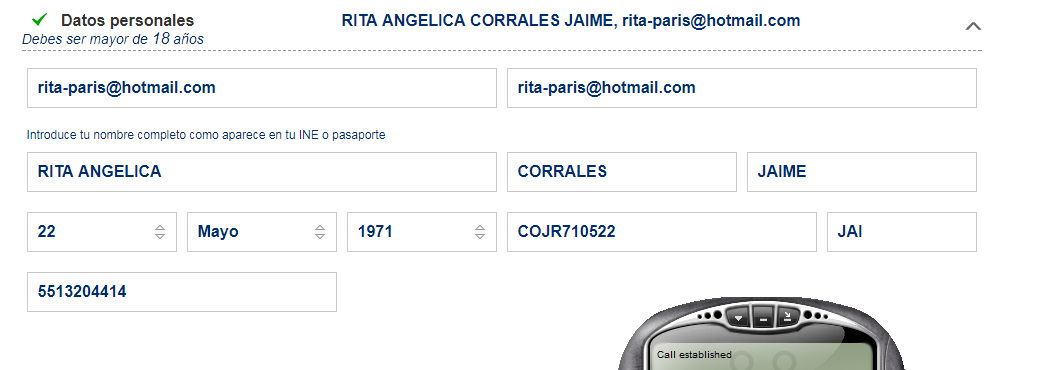 Datos personales RITA ANGELICA CORRALES JAIME, rita-paris@hotmail.com
Debes ser mayor de 18 años
rita-paris@hotmail.com rita-paris@hotmail.com
Introduce tu nombre completo como aparece en tu INE o pasaporte
RITA ANGELICA CORRALES JAIME
22 Mayo 1971 COJR710522 JAI
5513204414
Call established